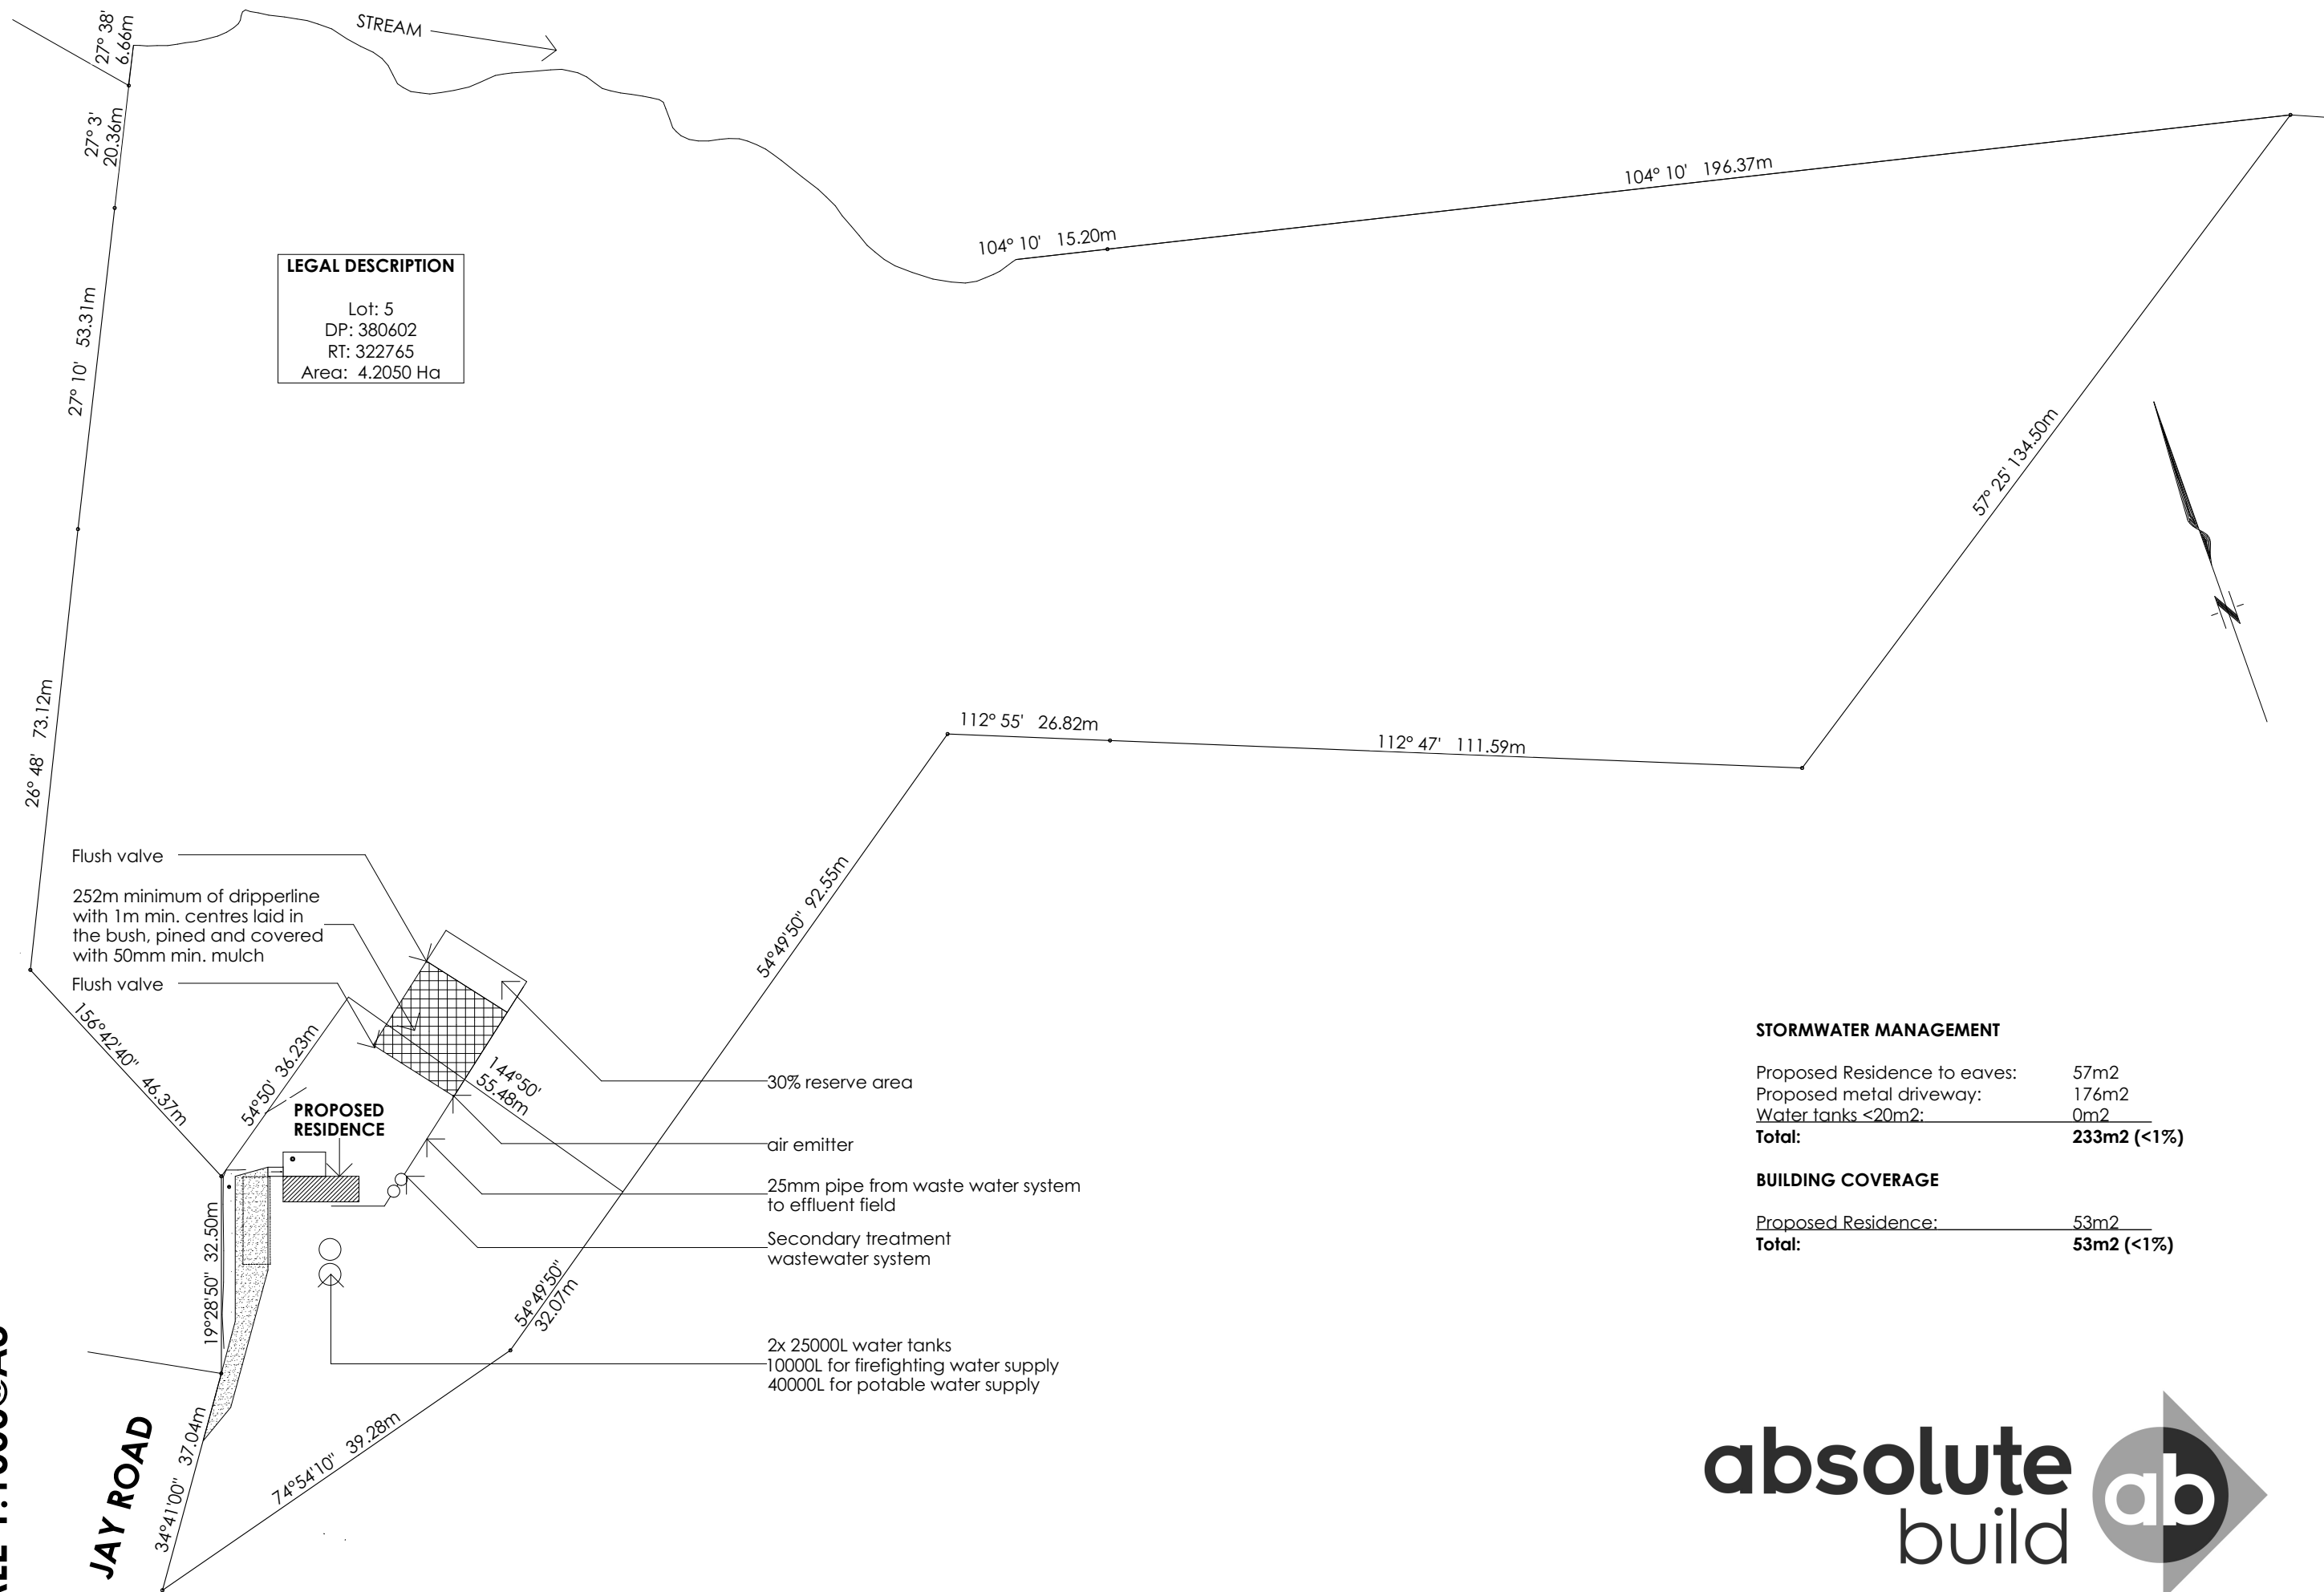 27° 38'
6.66m
STREAM
27° 3'
20.36m
104° 10'   196.37m
104° 10'   15.20m
LEGAL DESCRIPTION
Lot: 5
DP: 380602
RT: 322765
Area:  4.2050 Ha
27° 10'   53.31m
57° 25' 134.50m
N
26° 48'   73.12m
112° 55'   26.82m
112° 47'   111.59m
Flush valve
252m minimum of dripperline
with 1m min. centres laid in
the bush, pined and covered
with 50mm min. mulch
Flush valve
54°49'50"  92.55m
156°42'40"  46.37m
54°50'  36.23m
144°50'
55.48m
30% reserve area
PROPOSED
RESIDENCE
air emitter
25mm pipe from waste water system
to effluent field
Secondary treatment
wastewater system
19°28'50"  32.50m
54°49'50"
32.07m
2x 25000L water tanks
10000L for firefighting water supply
40000L for potable water supply
34°41'00"  37.04m
74°54'10"  39.28m
JAY ROAD
STORMWATER MANAGEMENT
Proposed Residence to eaves: 57m2
Proposed metal driveway: 176m2
Water tanks <20m2: 0m2
Total: 233m2 (<1%)
BUILDING COVERAGE
Proposed Residence: 53m2
Total: 53m2 (<1%)
absolute
build
ab